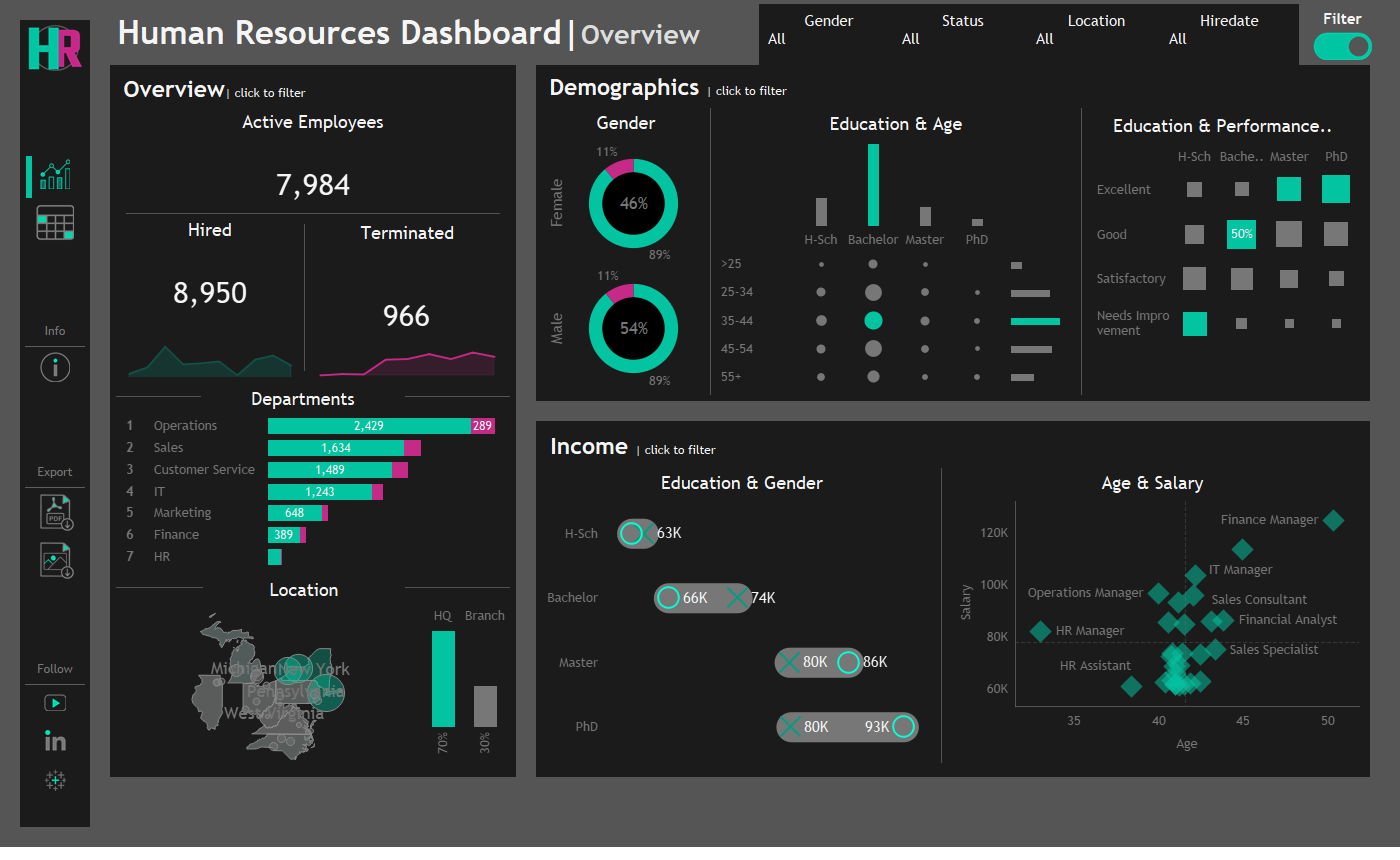 HR
Human Resources Dashboard | Overview
Gender Status Location Hiredate Filter
All All All All
Overview | click to filter
Active Employees
7,984
Hired Terminated
8,950 966
Departments
1 Operations 2,429 289
2 Sales 1,634
3 Customer Service 1,489
4 IT 1,243
5 Marketing 648
6 Finance 389
7 HR
Location
HQ Branch
Michigan New York
Pennsylvania
West Virginia
70% 30%
Info
Export
PDF
Follow
in
Demographics | click to filter
Gender
11%
Female
46%
89%
11%
Male
54%
89%
Education & Age
H-Sch Bachelor Master PhD
>25
25-34
35-44
45-54
55+
Education & Performance..
H-Sch Bache.. Master PhD
Excellent
Good 50%
Satisfactory
Needs Impro
vement
Income | click to filter
Education & Gender
H-Sch 63K
Bachelor 66K 74K
Master 80K 86K
PhD 80K 93K
Age & Salary
Salary
120K
100K
80K
60K
Finance Manager
IT Manager
Operations Manager
Sales Consultant
Financial Analyst
HR Manager
Sales Specialist
HR Assistant
35 40 45 50
Age